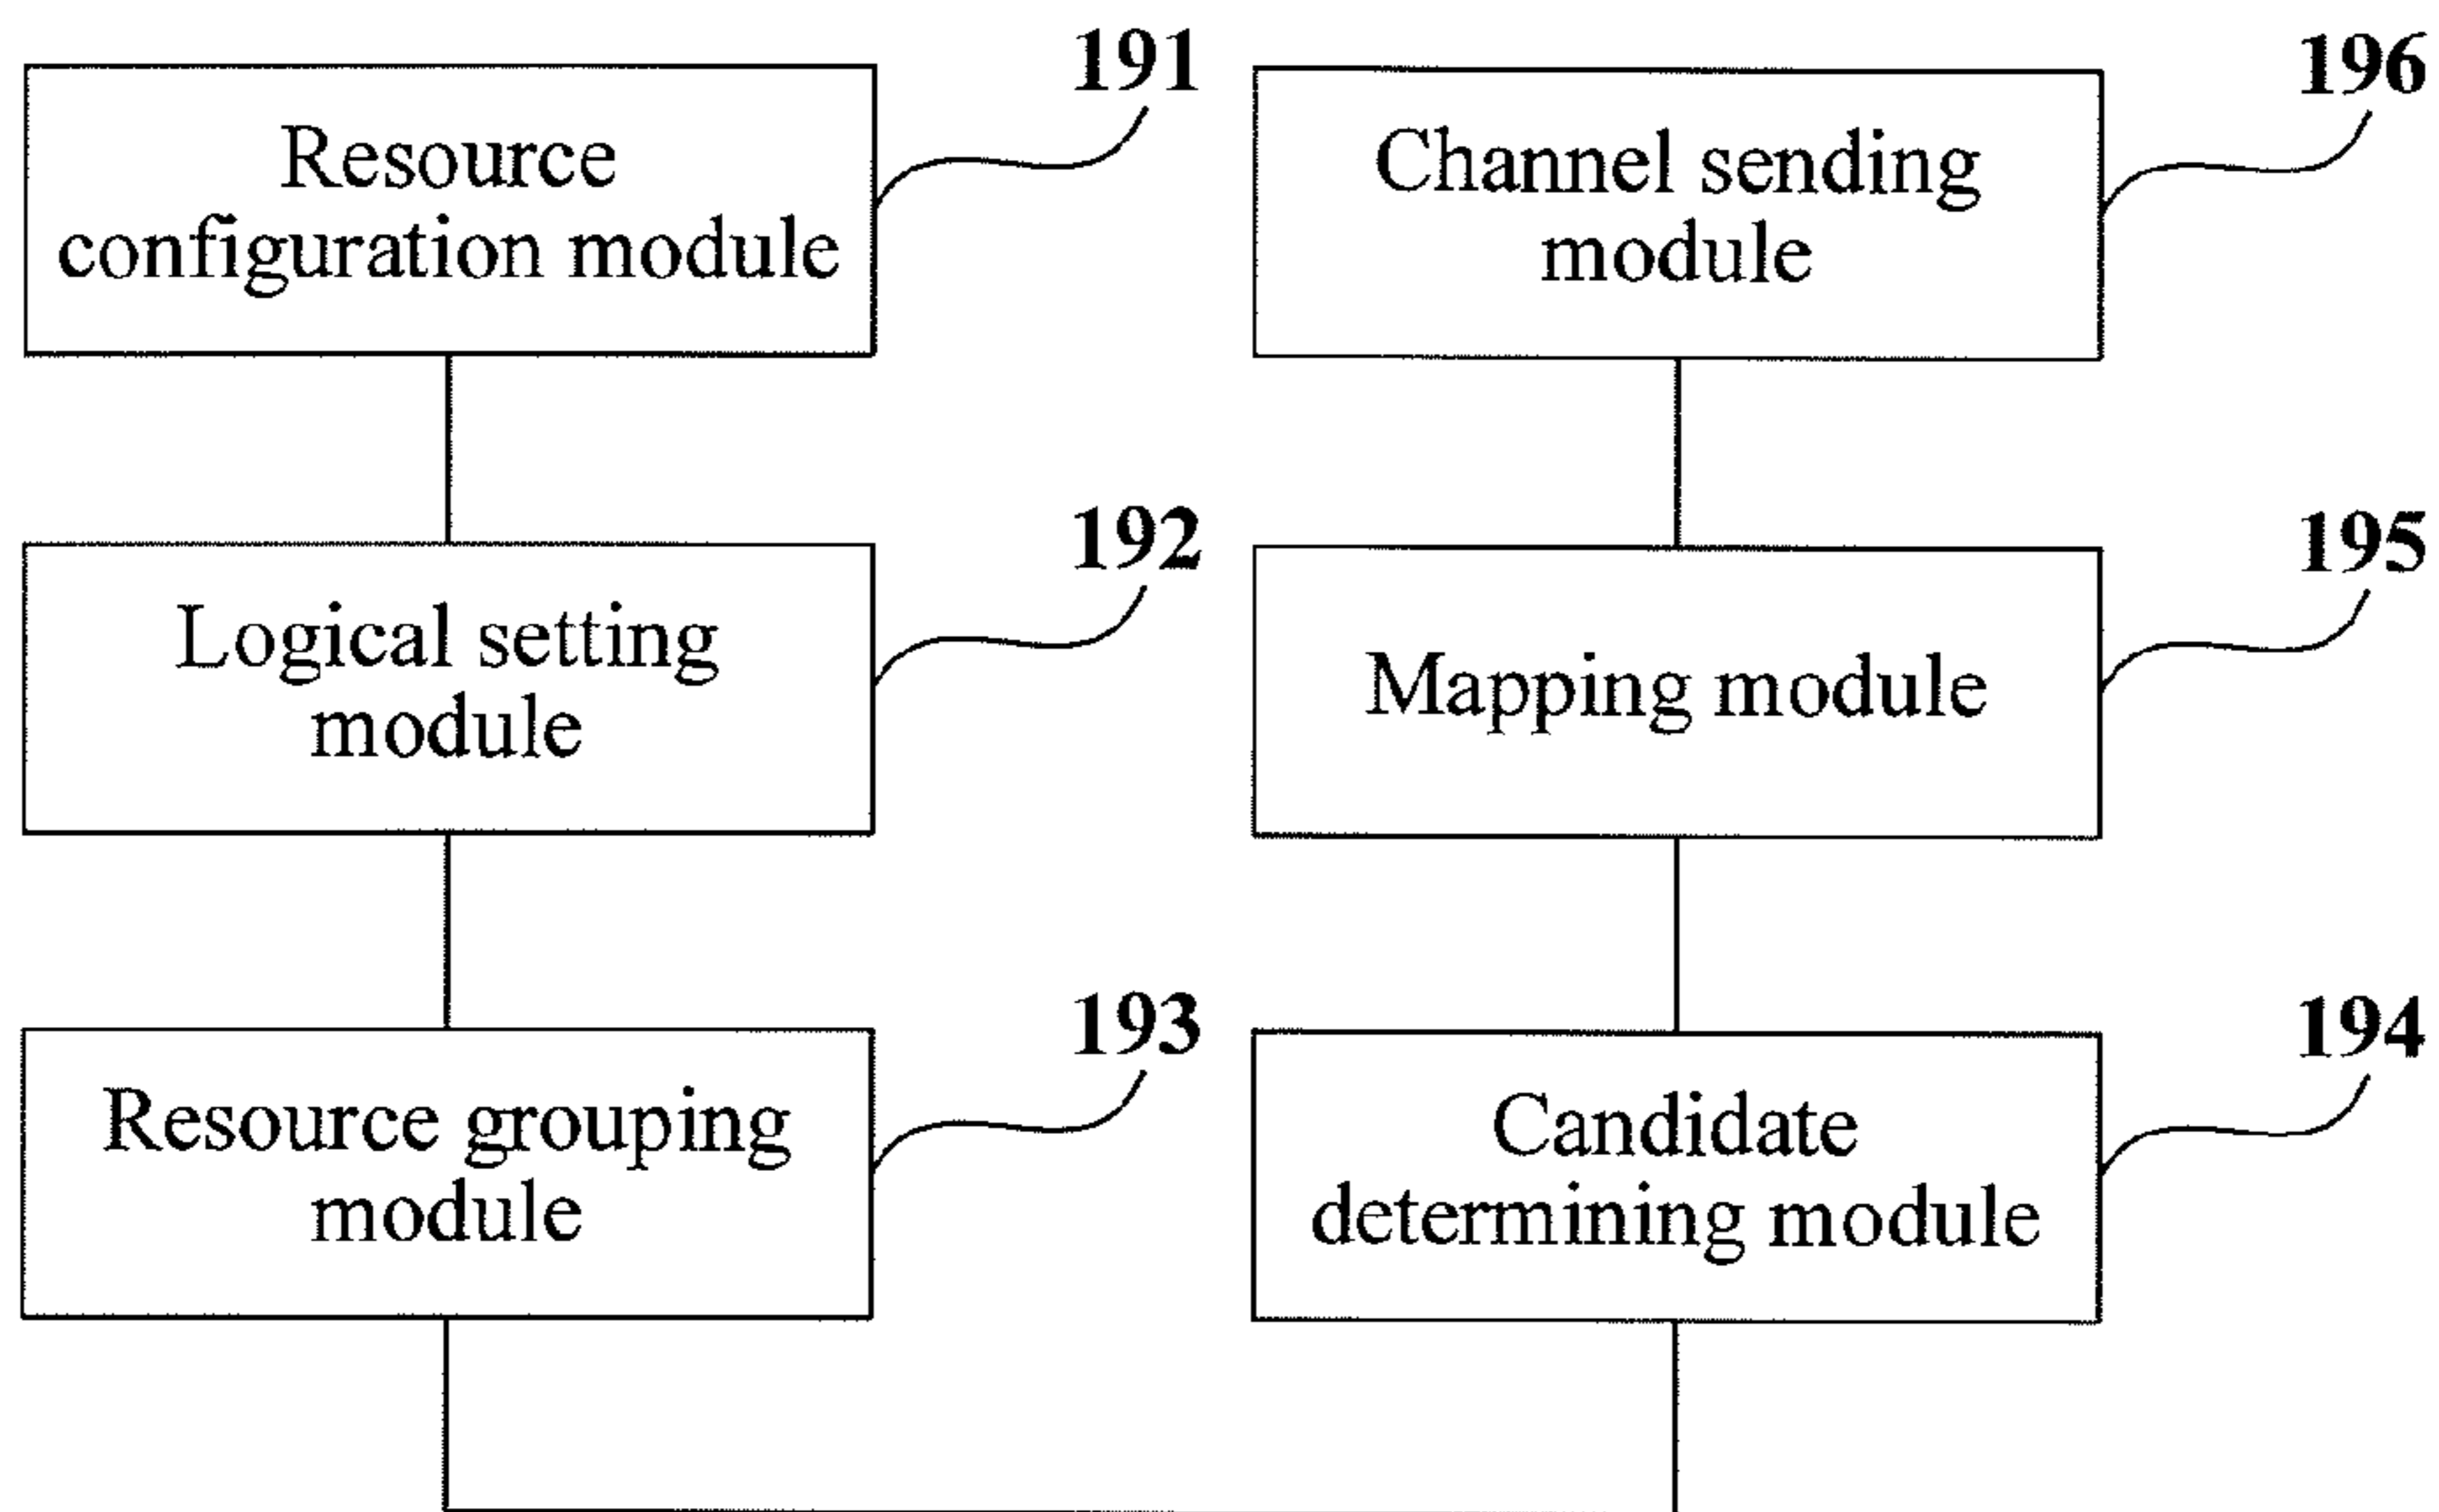 191
Resource
configuration module
192
Logical setting
module
193
Resource grouping
module
196
Channel sending
module
195
Mapping module
194
Candidate
determining module